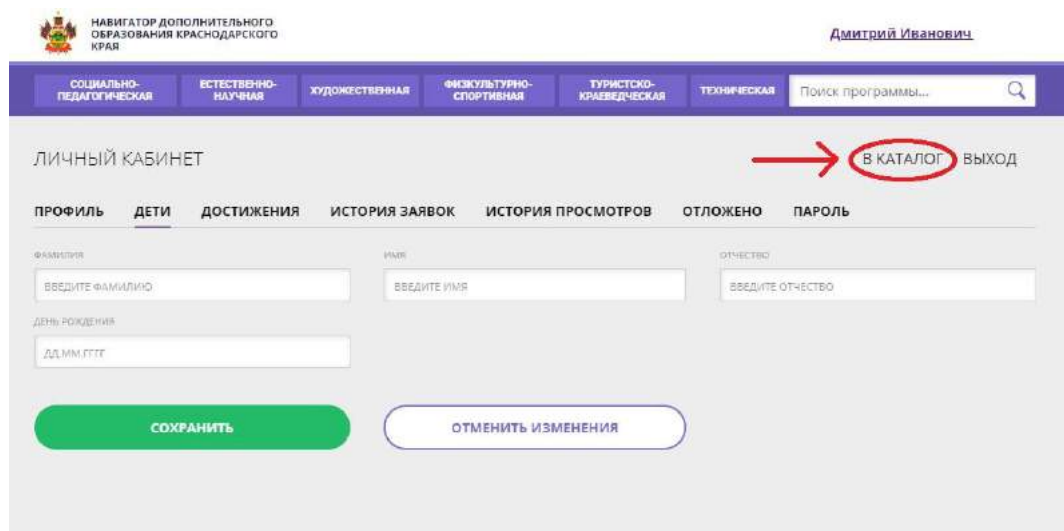 НАВИГАТОР ДОПОЛНИТЕЛЬНОГО
ОБРАЗОВАНИЯ КРАСНОДАРСКОГО
КРАЯ
Дмитрий Иванович
СОЦИАЛЬНО-
ПЕДАГОГИЧЕСКАЯ
ЕСТЕСТВЕННО-
НАУЧНАЯ
ХУДОЖЕСТВЕННАЯ
ФИЗКУЛЬТУРНО-
СПОРТИВНАЯ
ТУРИСТСКО-
КРАЕВЕДЧЕСКАЯ
ТЕХНИЧЕСКАЯ
Поиск программы...
ЛИЧНЫЙ КАБИНЕТ
В КАТАЛОГ ВЫХОД
ПРОФИЛЬ ДЕТИ ДОСТИЖЕНИЯ ИСТОРИЯ ЗАЯВОК ИСТОРИЯ ПРОСМОТРОВ ОТЛОЖЕНО ПАРОЛЬ
ФАМИЛИЯ ИМЯ ОТЧЕСТВО
ВВЕДИТЕ ФАМИЛИЮ ВВЕДИТЕ ИМЯ ВВЕДИТЕ ОТЧЕСТВО
ДЕНЬ РОЖДЕНИЯ
ДД.ММ.ГГГГ
СОХРАНИТЬ ОТМЕНИТЬ ИЗМЕНЕНИЯ